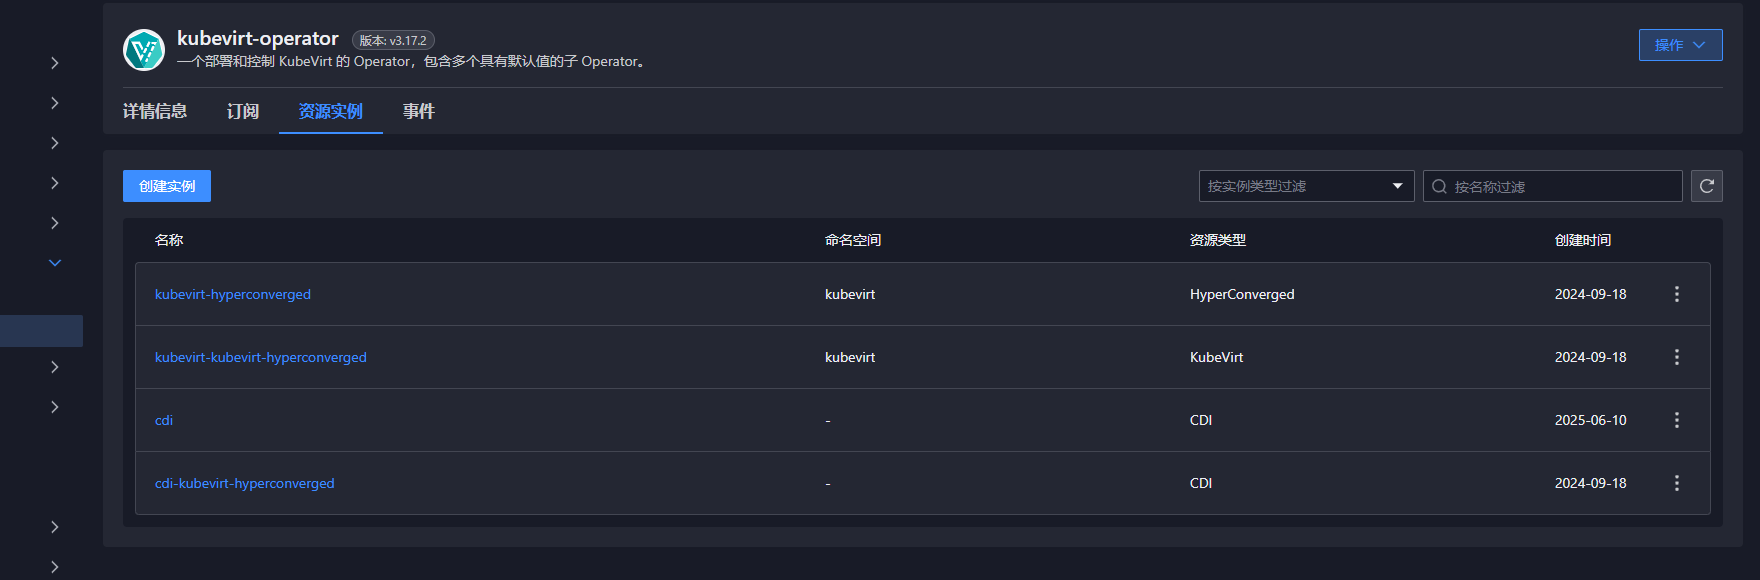 kubevirt-operator 版本: v3.17.2
一个部署和控制 KubeVirt 的 Operator，包含多个具有默认值的子 Operator。
操作
详情信息 订阅 资源实例 事件
创建实例 按实例类型过滤 按名称过滤
名称 命名空间 资源类型 创建时间
kubevirt-hyperconverged kubevirt HyperConverged 2024-09-18
kubevirt-kubevirt-hyperconverged kubevirt KubeVirt 2024-09-18
cdi - CDI 2025-06-10
cdi-kubevirt-hyperconverged - CDI 2024-09-18